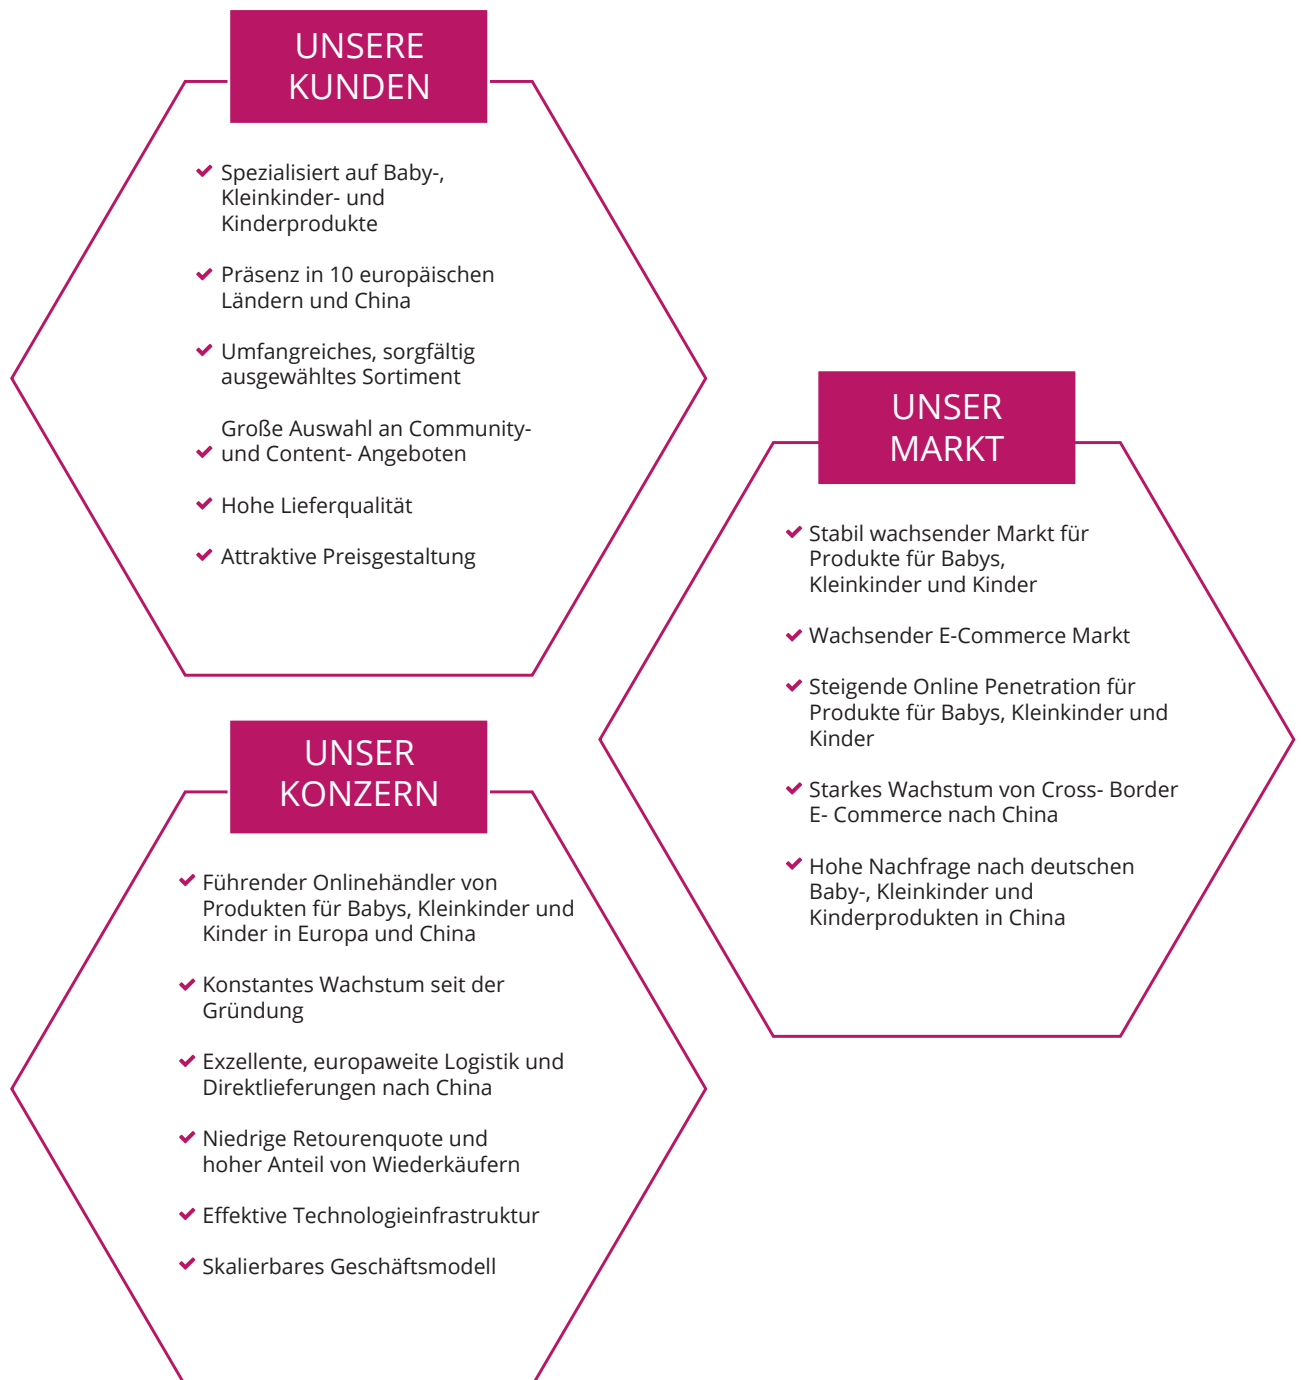 UNSERE
KUNDEN
Spezialisiert auf Baby-,
Kleinkinder- und
Kinderprodukte
Präsenz in 10 europäischen
Ländern und China
Umfangreiches, sorgfältig
ausgewähltes Sortiment
Große Auswahl an Community-
und Content- Angeboten
Hohe Lieferqualität
Attraktive Preisgestaltung
UNSER
MARKT
Stabil wachsender Markt für
Produkte für Babys,
Kleinkinder und Kinder
Wachsender E-Commerce Markt
Steigende Online Penetration für
Produkte für Babys, Kleinkinder und
Kinder
Starkes Wachstum von Cross- Border
E- Commerce nach China
Hohe Nachfrage nach deutschen
Baby-, Kleinkinder und
Kinderprodukten in China
UNSER
KONZERN
Führender Onlinehändler von
Produkten für Babys, Kleinkinder und
Kinder in Europa und China
Konstantes Wachstum seit der
Gründung
Exzellente, europaweite Logistik und
Direktlieferungen nach China
Niedrige Retourenquote und
hoher Anteil von Wiederkäufern
Effektive Technologieinfrastruktur
Skalierbares Geschäftsmodell